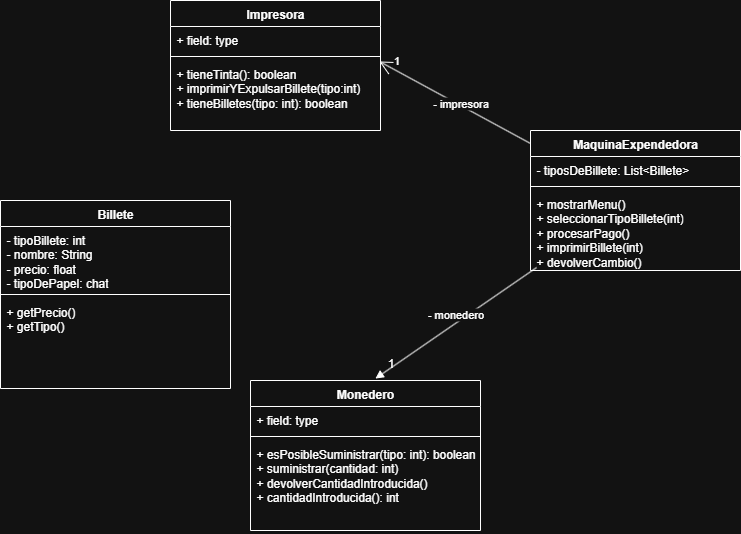 Impresora
+ field: type
+ tieneTinta(): boolean
+ imprimirYExpulsarBillete(tipo:int)
+ tieneBilletes(tipo: int): boolean
1
- impresora
MaquinaExpendedora
- tiposDeBillete: List<Billete>
+ mostrarMenu()
+ seleccionarTipoBillete(int)
+ procesarPago()
+ imprimirBillete(int)
+ devolverCambio()
Billete
- tipoBillete: int
- nombre: String
- precio: float
- tipoDePapel: chat
+ getPrecio()
+ getTipo()
- monedero
1
Monedero
+ field: type
+ esPosibleSuministrar(tipo: int): boolean
+ suministrar(cantidad: int)
+ devolverCantidadIntroducida()
+ cantidadIntroducida(): int